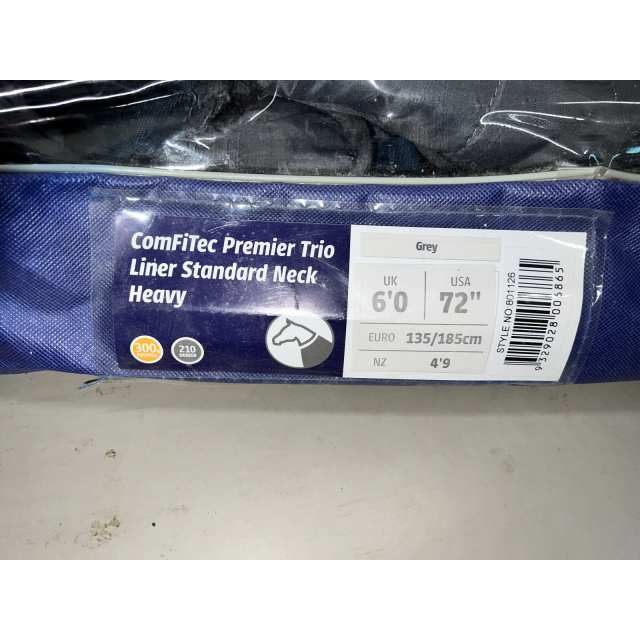 ComFiTec Premier Trio
Liner Standard Neck
Heavy
300
210
DENIER
Grey
UK
6'0
USA
72"
EURO 135/185cm
NZ 4'9
STYLE NO 801126
9 329028 005865